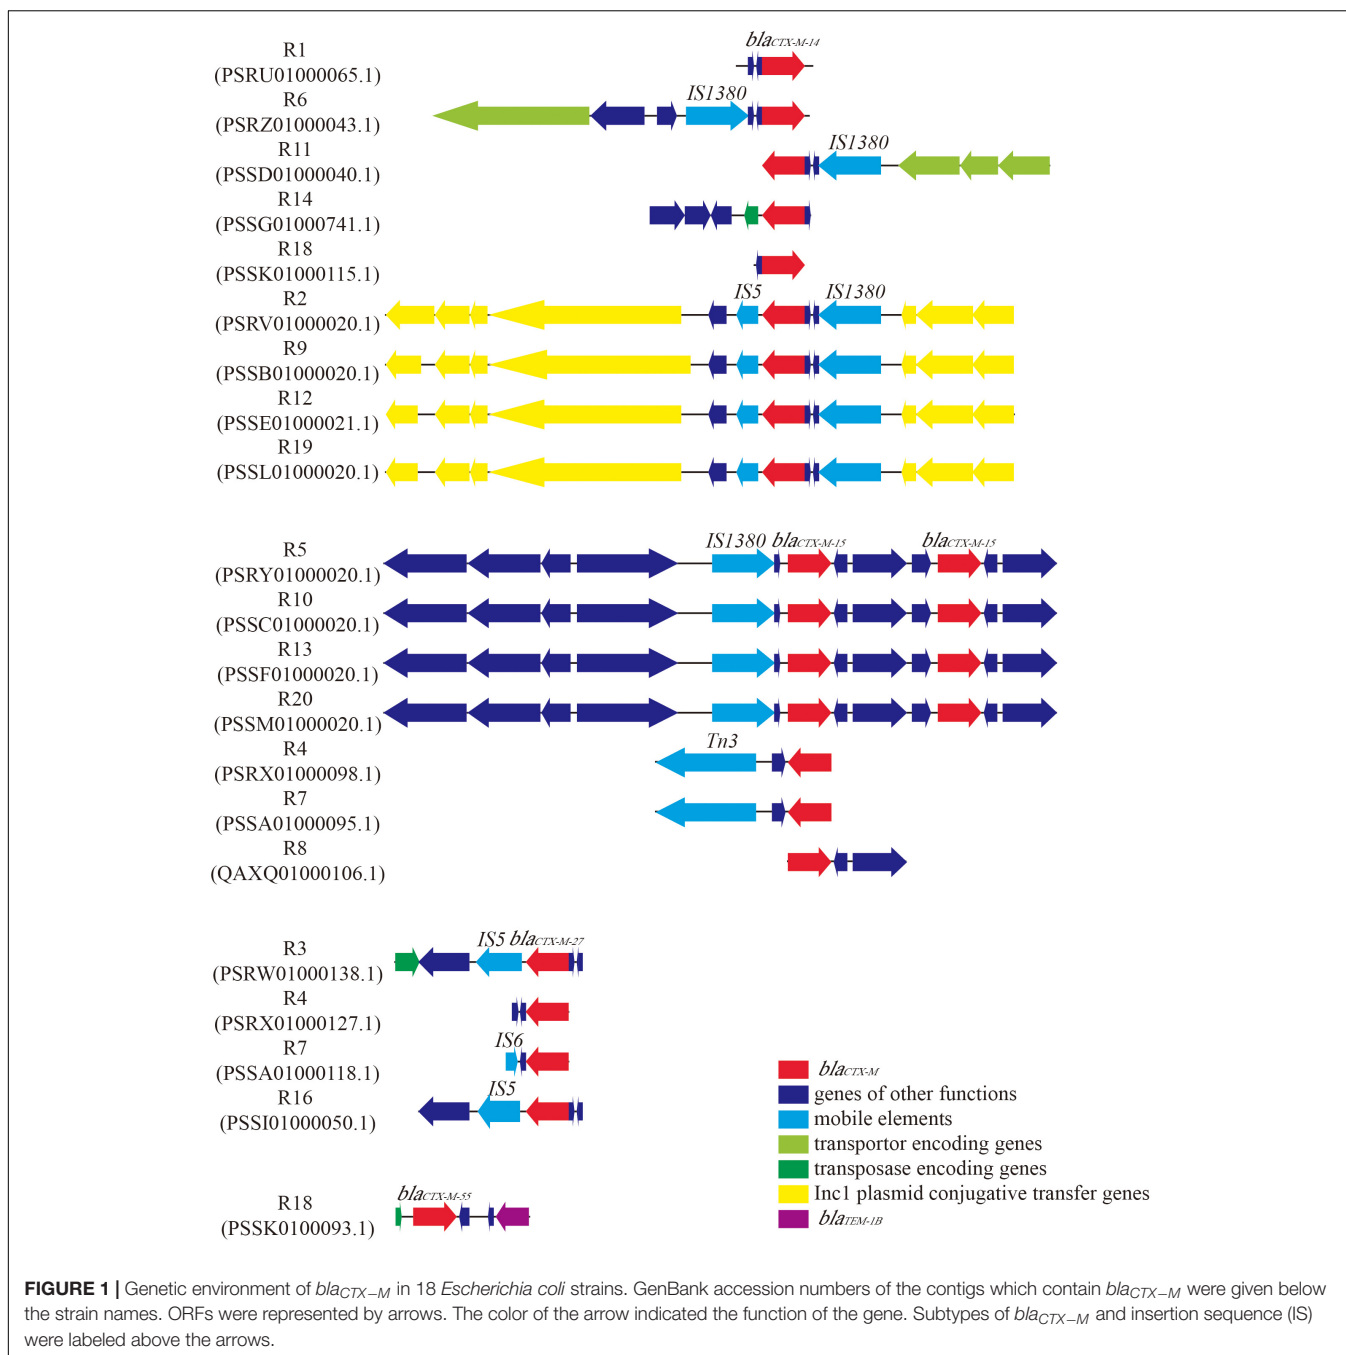 R1
blaCTX-M-14
(PSRU01000065.1)
R6
IS1380
(PSRZ01000043.1)
R11
IS1380
(PSSD01000040.1)
R14
(PSSG01000741.1)
R18
(PSSK01000115.1)
R2
IS5
IS1380
(PSRV01000020.1)
R9
(PSSB01000020.1)
R12
(PSSE01000021.1)
R19
(PSSL01000020.1)
R5
IS1380
blaCTX-M-15
blaCTX-M-15
(PSRY01000020.1)
R10
(PSSC01000020.1)
R13
(PSSF01000020.1)
R20
(PSSM01000020.1)
R4
Tn3
(PSRX01000098.1)
R7
(PSSA01000095.1)
R8
(QAXQ01000106.1)
R3
IS5
blaCTX-M-27
(PSRW01000138.1)
R4
(PSRX01000127.1)
R7
IS6
(PSSA01000118.1)
R16
IS5
(PSSI01000050.1)
R18
blaCTX-M-55
(PSSK0100093.1)
blaCTX-M
genes of other functions
mobile elements
transportor encoding genes
transposase encoding genes
Inc1 plasmid conjugative transfer genes
blaTEM-1B
FIGURE 1 | Genetic environment of blaCTX−M in 18 Escherichia coli strains. GenBank accession numbers of the contigs which contain blaCTX−M were given below
the strain names. ORFs were represented by arrows. The color of the arrow indicated the function of the gene. Subtypes of blaCTX−M and insertion sequence (IS)
were labeled above the arrows.